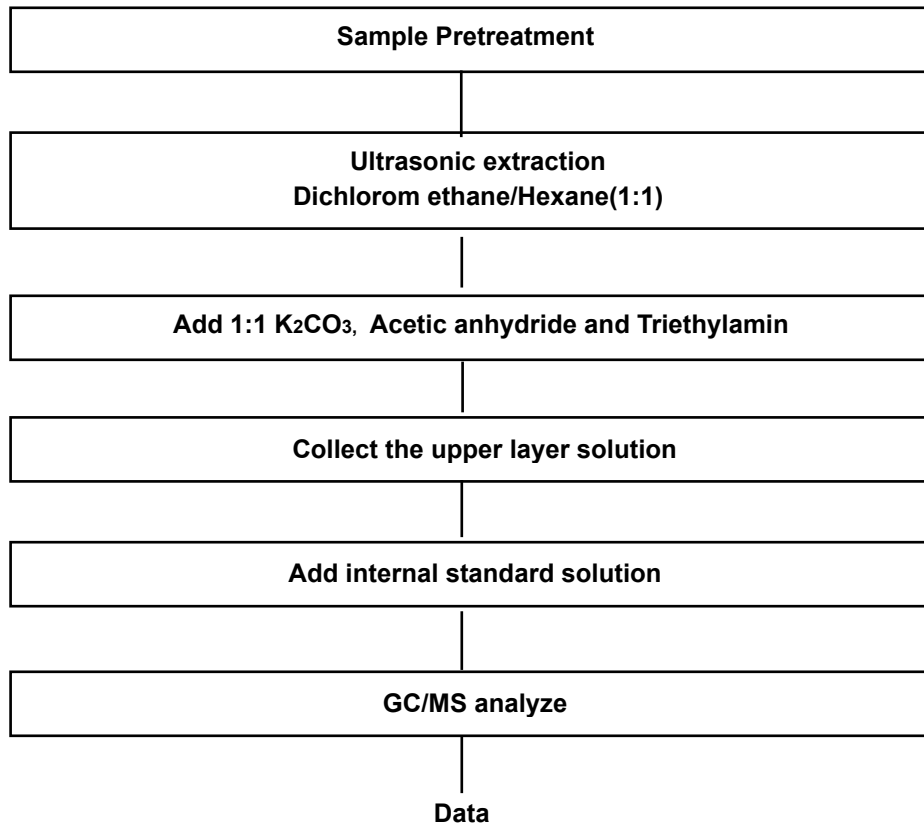 Sample Pretreatment
Ultrasonic extraction
Dichlorom ethane/Hexane(1:1)
Add 1:1 K₂CO₃, Acetic anhydride and Triethylamin
Collect the upper layer solution
Add internal standard solution
GC/MS analyze
Data